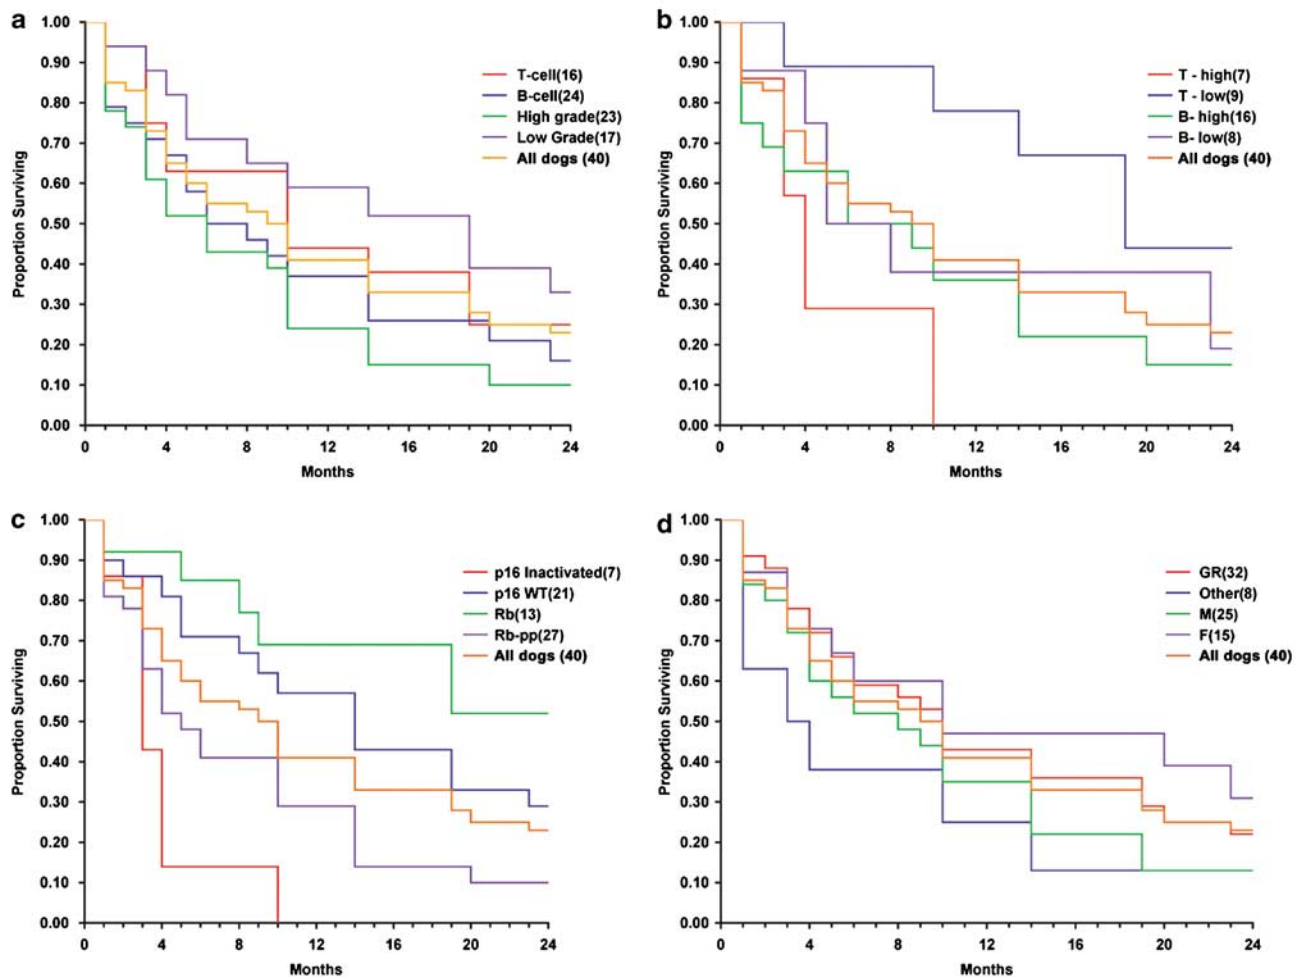 a
1.00
0.90
0.80
0.70
0.60
0.50
0.40
0.30
0.20
0.10
0.00
Proportion Surviving
T-cell(16)
B-cell(24)
High grade(23)
Low Grade(17)
All dogs (40)
0 4 8 12 16 20 24
Months
b
1.00
0.90
0.80
0.70
0.60
0.50
0.40
0.30
0.20
0.10
0.00
Proportion Surviving
T - high(7)
T - low(9)
B- high(16)
B- low(8)
All dogs (40)
0 4 8 12 16 20 24
Months
c
1.00
0.90
0.80
0.70
0.60
0.50
0.40
0.30
0.20
0.10
0.00
Proportion Surviving
p16 Inactivated(7)
p16 WT(21)
Rb(13)
Rb-pp(27)
All dogs (40)
0 4 8 12 16 20 24
Months
d
1.00
0.90
0.80
0.70
0.60
0.50
0.40
0.30
0.20
0.10
0.00
Proportion Surviving
GR(32)
Other(8)
M(25)
F(15)
All dogs (40)
0 4 8 12 16 20 24
Months